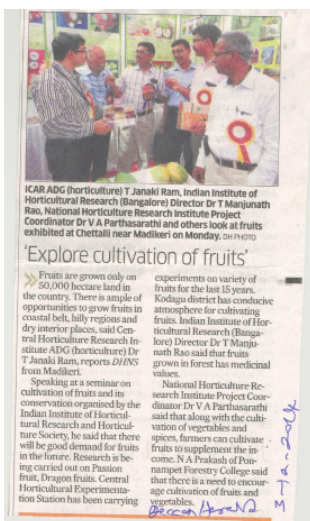 ICAR ADG (horticulture) T Janaki Ram, Indian Institute of
Horticultural Research (Bangalore) Director Dr T Manjunath
Rao, National Horticulture Research Institute Project
Coordinator Dr V A Parthasarathi and others look at fruits
exhibited at Chettalli near Madikeri on Monday. DH PHOTO
'Explore cultivation of fruits'
Fruits are grown only on
50,000 hectare land in
the country. There is ample of
opportunities to grow fruits in
coastal belt, hilly regions and
dry interior places, said Cen-
tral Horticulture Research In-
stitute ADG (horticulture) Dr
T Janaki Ram, reports DHNS
from Madikeri.
Speaking at a seminar on
cultivation of fruits and its
conservation organised by the
Indian Institute of Horticul-
tural Research and Horticul-
ture Society, he said that there
will be good demand for fruits
in the future. Research is be-
ing carried out on Passion
fruit, Dragon fruits. Central
Horticultural Experimenta-
tion Station has been carrying
experiments on variety of
fruits for the last 15 years.
Kodagu district has conducive
atmosphere for cultivating
fruits. Indian Institute of Hor-
ticultural Research (Banga-
lore) Director Dr T Manju-
nath Rao said that fruits
grown in forest has medicinal
values.
National Horticulture Re-
search Institute Project Coor-
dinator Dr V A Parthasarathi
said that along with the culti-
vation of vegetables and
spices, farmers can cultivate
fruits to supplement the in-
come. N A Prakash of Pon-
nampet Forestry College said
that there is a need to encour-
age cultivation of fruits and
vegetables.
Deccan Herald